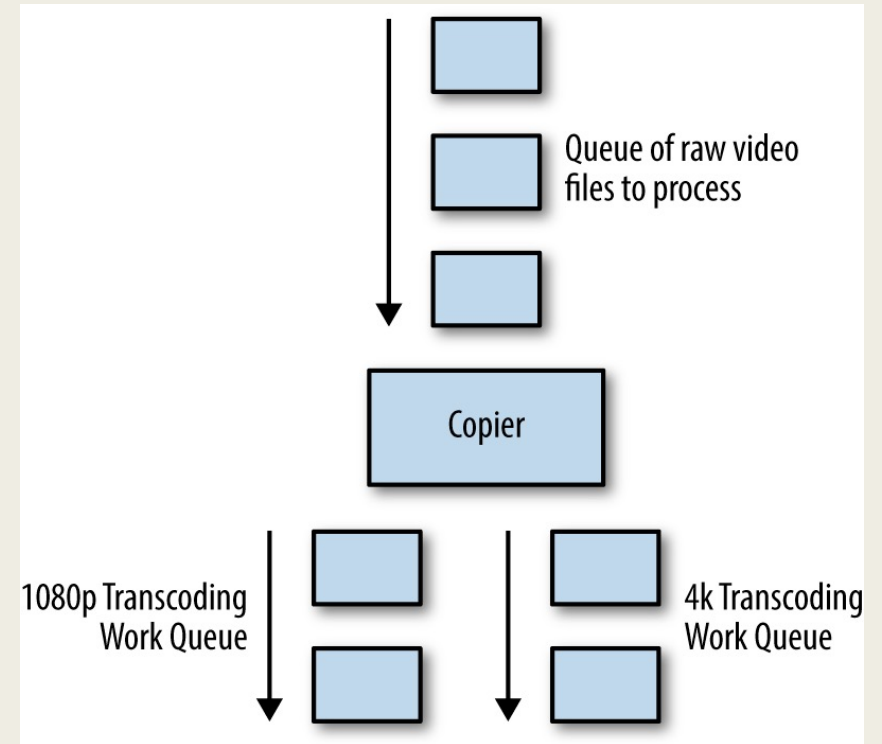 Queue of raw video
files to process
Copier
1080p Transcoding
Work Queue
4k Transcoding
Work Queue